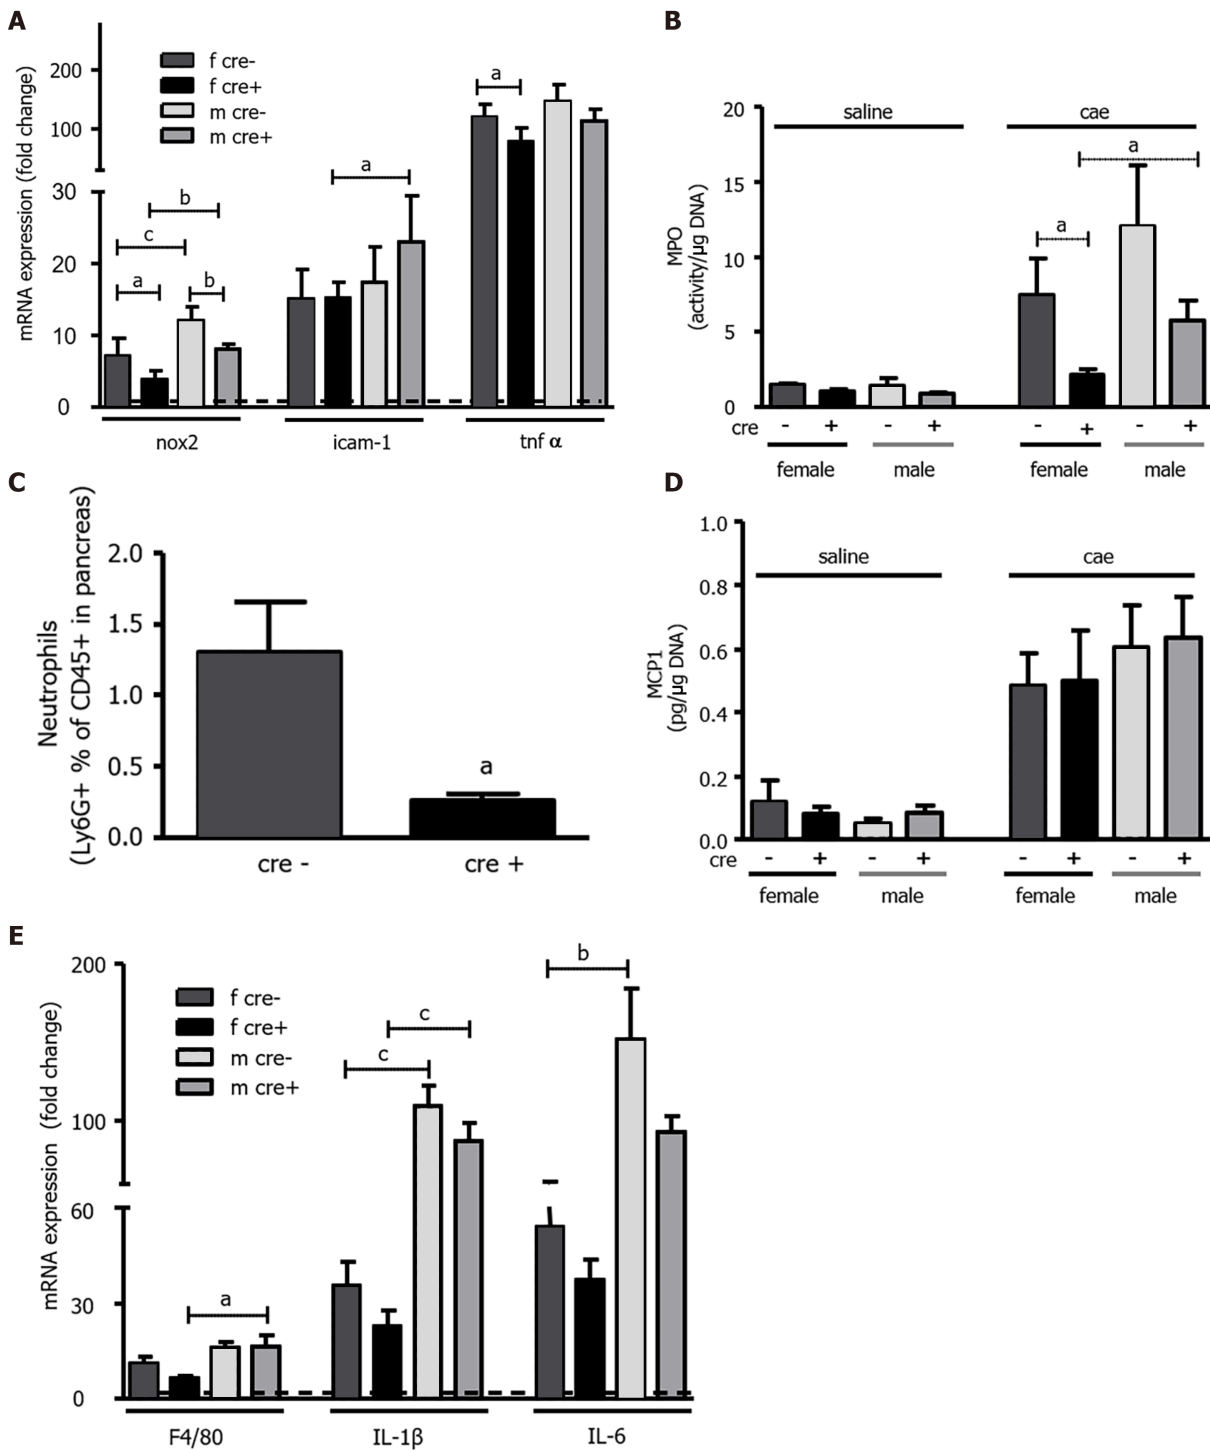 A
mRNA expression (fold change)
200
100
30
20
10
0
f cre-
f cre+
m cre-
m cre+
a
b
c
a
b
a
a
nox2
icam-1
tnf α
B
MPO
(activity/µg DNA)
20
15
10
5
0
saline
cae
a
a
cre - + - + - + - +
female male female male
C
Neutrophils
(Ly6G+ % of CD45+ in pancreas)
2.0
1.5
1.0
0.5
0.0
a
cre -
cre +
D
MCP1
(pg/µg DNA)
1.0
0.8
0.6
0.4
0.2
0.0
saline
cae
cre - + - + - + - +
female male female male
E
mRNA expression (fold change)
200
100
60
30
0
f cre-
f cre+
m cre-
m cre+
a
c
c
b
F4/80
IL-1β
IL-6